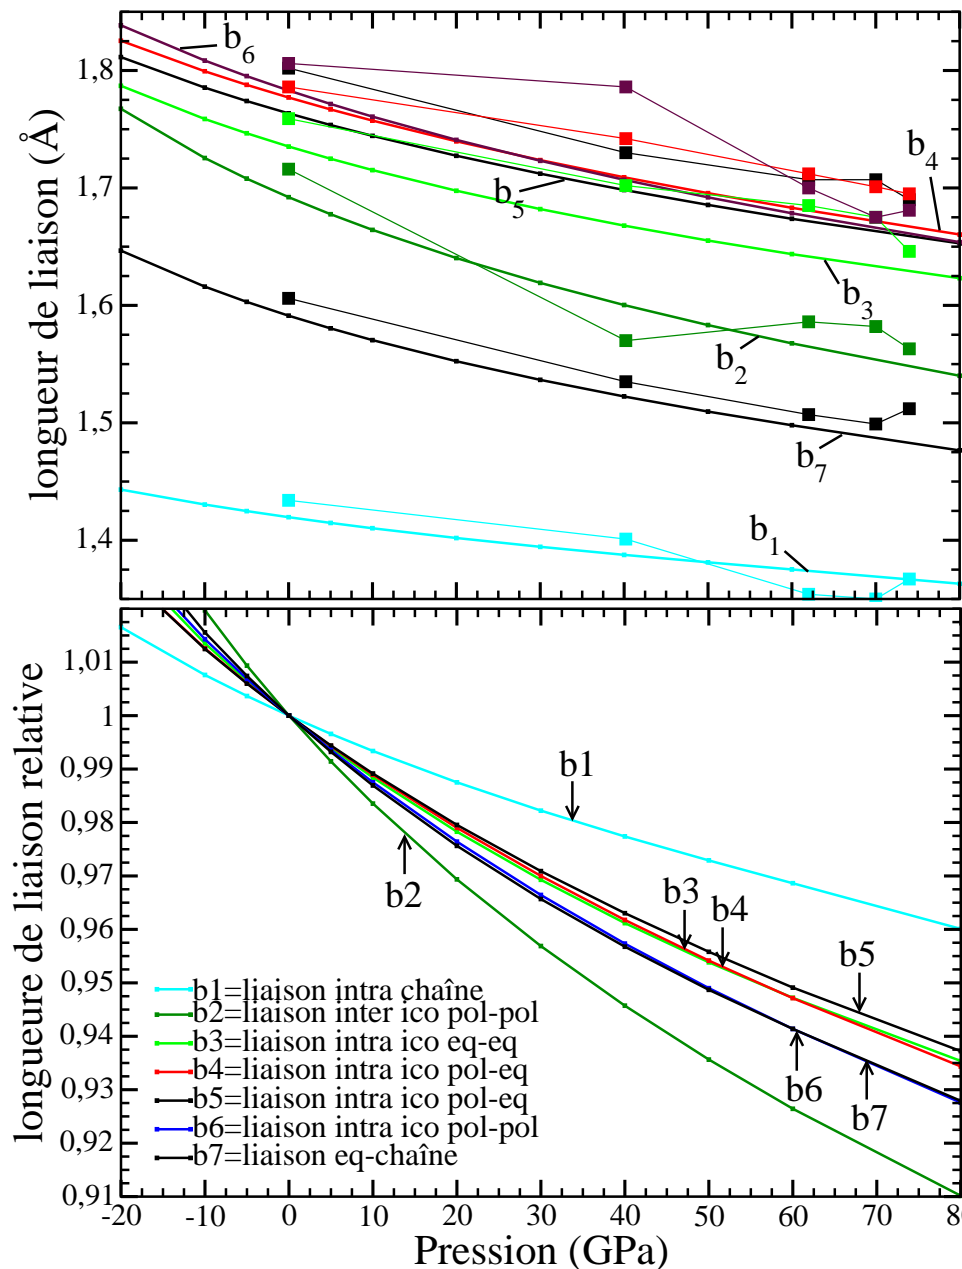 longueur de liaison (Å)
1,8
1,7
1,6
1,5
1,4
b6
b4
b5
b3
b2
b7
b1
longueure de liaison relative
1,01
1
0,99
0,98
0,97
0,96
0,95
0,94
0,93
0,92
0,91
b1
b2
b3
b4
b5
b6
b7
b1=liaison intra chaîne
b2=liaison inter ico pol-pol
b3=liaison intra ico eq-eq
b4=liaison intra ico pol-eq
b5=liaison intra ico pol-eq
b6=liaison intra ico pol-pol
b7=liaison eq-chaîne
-20 -10 0 10 20 30 40 50 60 70 80
Pression (GPa)